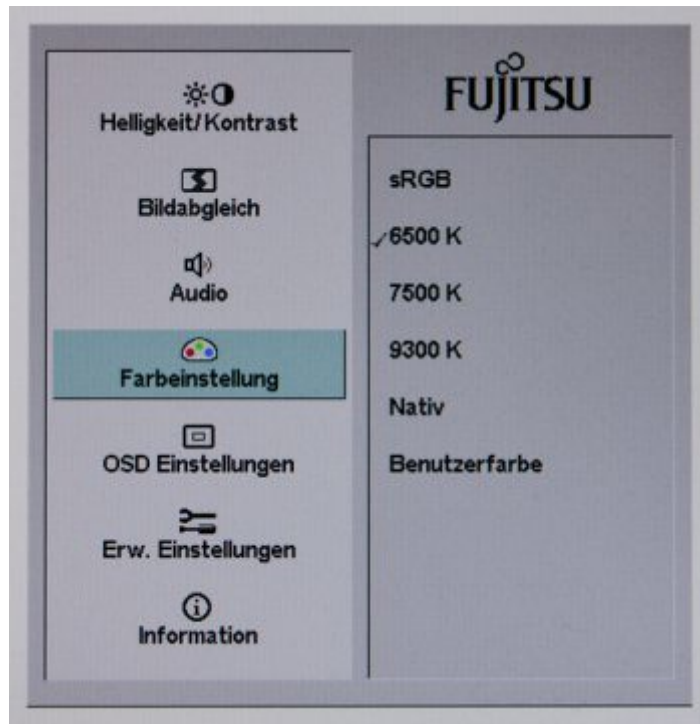 Helligkeit/Kontrast
Bildabgleich
Audio
Farbeinstellung
OSD Einstellungen
Erw. Einstellungen
Information
FUJITSU
sRGB
6500 K
7500 K
9300 K
Nativ
Benutzerfarbe